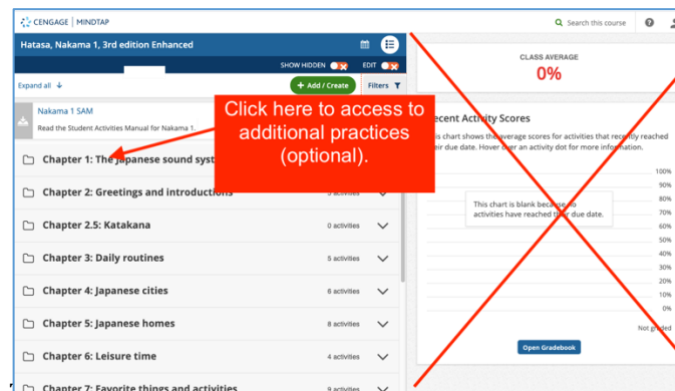 CENGAGE | MINDTAP
Search this course
Hatasa, Nakama 1, 3rd edition Enhanced
SHOW HIDDEN
EDIT
Expand all
+ Add / Create
Filters
Nakama 1 SAM
Read the Student Activities Manual for Nakama 1.
Click here to access to
additional practices
(optional).
Chapter 1: The Japanese sound
Chapter 2: Greetings and introductions
Chapter 2.5: Katakana
0 activities
Chapter 3: Daily routines
5 activities
Chapter 4: Japanese cities
6 activities
Chapter 5: Japanese homes
8 activities
Chapter 6: Leisure time
4 activities
Chapter 7: Favorite things and activities
9 activities
CLASS AVERAGE
0%
Activity Scores
chart shows the average scores for activities that recently reached
due date. Hover over an activity dot for more information.
100%
90%
80%
70%
60%
50%
40%
30%
20%
10%
0%
This chart is blank because no
activities have reached their due date.
Not graded
Open Gradebook